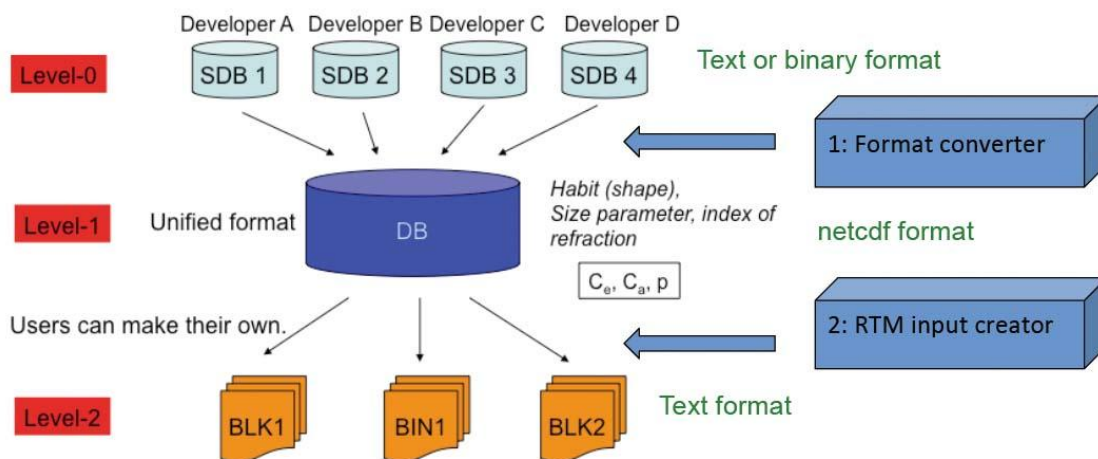 Developer A
Developer B
Developer C
Developer D
Level-0
SDB 1
SDB 2
SDB 3
SDB 4
Text or binary format
1: Format converter
Level-1
Unified format
DB
Habit (shape),
Size parameter, index of
refraction
netcdf format
Cₑ, Cₐ, p
Users can make their own.
2: RTM input creator
Level-2
BLK1
BIN1
BLK2
Text format